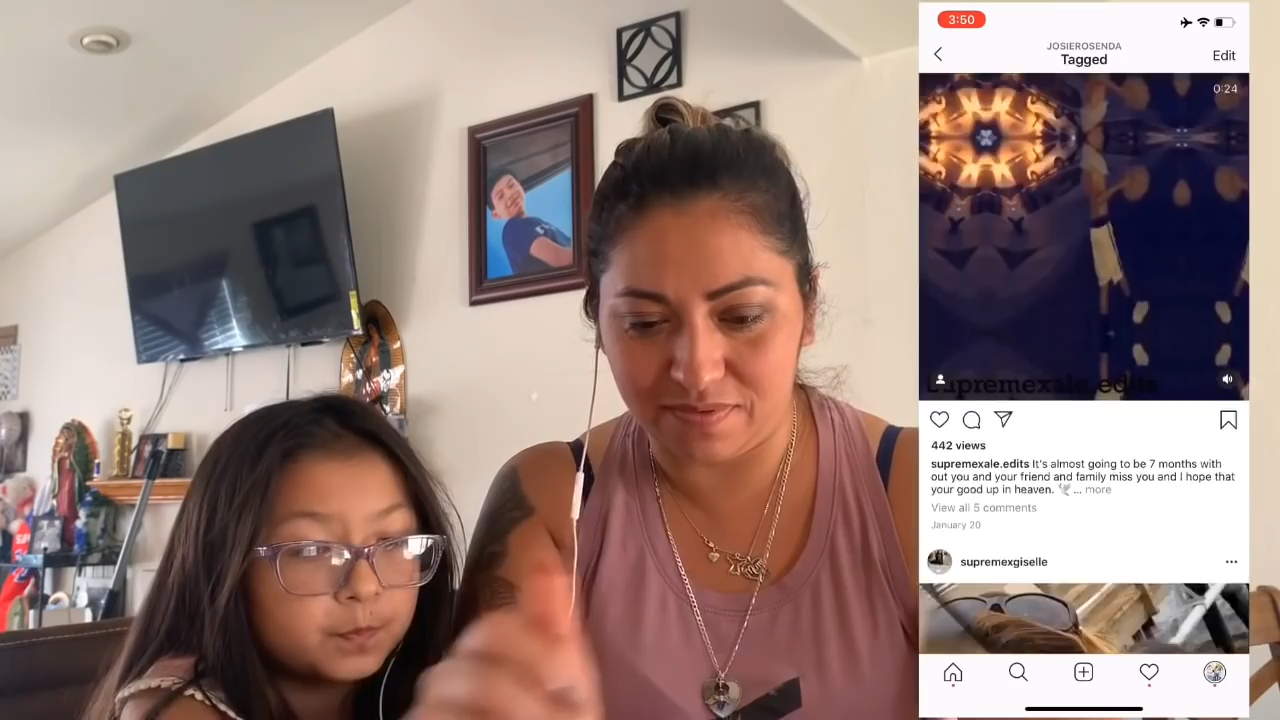 3:50
JOSIEROSENDA
Tagged
Edit
0:24
supremexale.edits
442 views
supremexale.edits It's almost going to be 7 months with
out you and your friend and family miss you and I hope that
your good up in heaven. 🕊 ... more
View all 5 comments
January 20
supremexgiselle